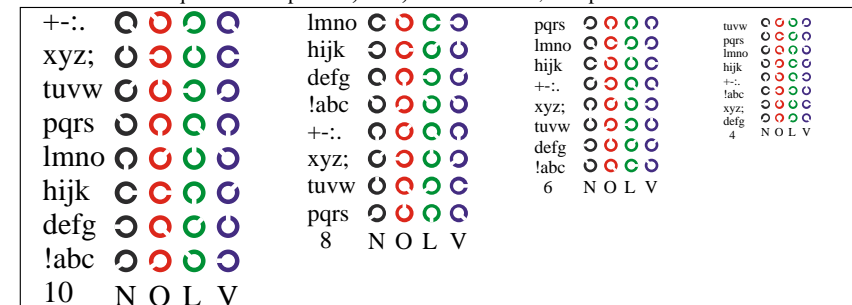 +-:.
xyz;
tuvw
pqrs
lmno
hijk
defg
!abc
10 N O L V
lmno
hijk
defg
!abc
+-:.
xyz;
tuvw
pqrs
8 N O L V
pqrs
lmno
hijk
+-:.
xyz;
tuvw
defg
!abc
6 N O L V
tuvw
pqrs
lmno
hijk
+-:.
!abc
xyz;
defg
4 N O L V